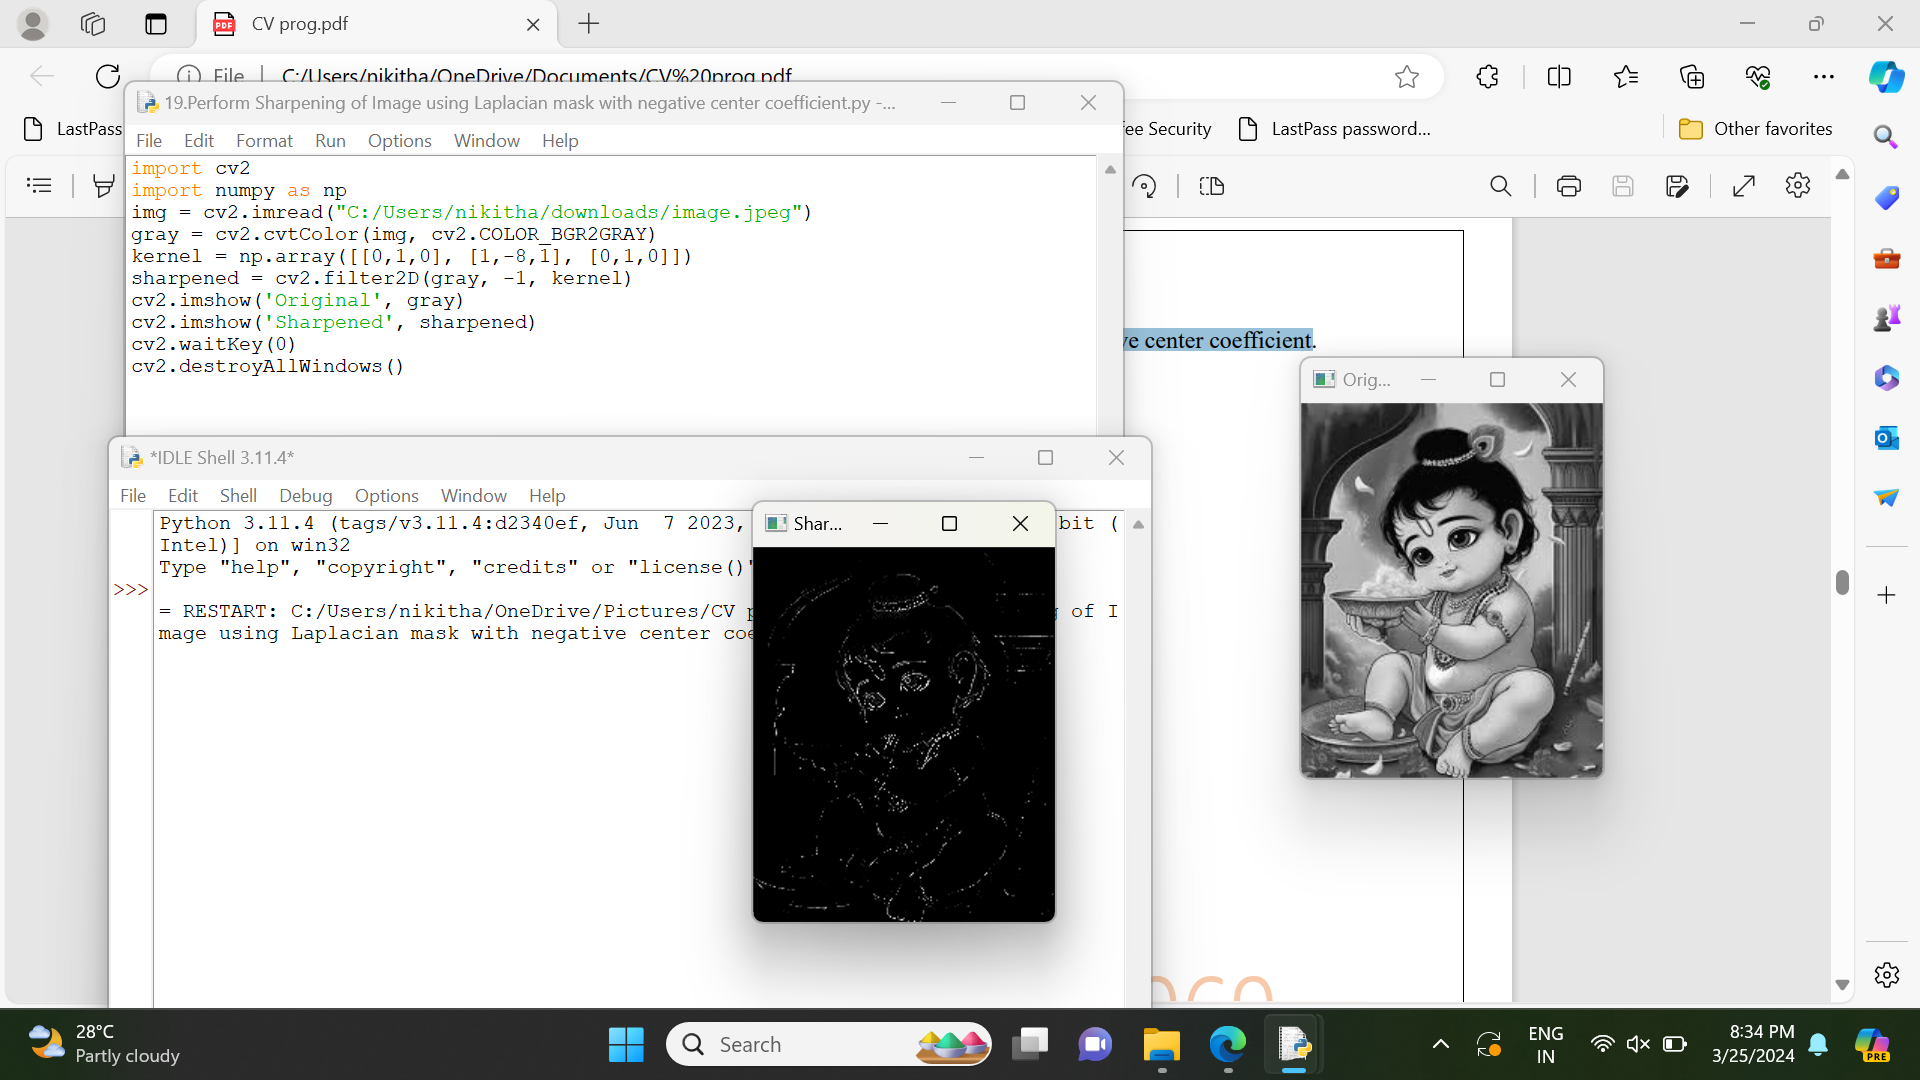 CV prog.pdf
File
C:/Users/nikitha/OneDrive/Documents/CV%20prog.pdf
LastPass
ee Security
LastPass password...
Other favorites
19.Perform Sharpening of Image using Laplacian mask with negative center coefficient.py -...
File Edit Format Run Options Window Help
import cv2
import numpy as np
img = cv2.imread("C:/Users/nikitha/downloads/image.jpeg")
gray = cv2.cvtColor(img, cv2.COLOR_BGR2GRAY)
kernel = np.array([[0,1,0], [1,-8,1], [0,1,0]])
sharpened = cv2.filter2D(gray, -1, kernel)
cv2.imshow('Original', gray)
cv2.imshow('Sharpened', sharpened)
cv2.waitKey(0)
cv2.destroyAllWindows()
ve center coefficient.
Orig...
*IDLE Shell 3.11.4*
File Edit Shell Debug Options Window Help
Shar...
Python 3.11.4 (tags/v3.11.4:d2340ef, Jun 7 2023, bit (
Intel)] on win32
Type "help", "copyright", "credits" or "license()"
>>>
= RESTART: C:/Users/nikitha/OneDrive/Pictures/CV p g of I
mage using Laplacian mask with negative center coe
28°C
Partly cloudy
Search
PRE
ENG
IN
8:34 PM
3/25/2024